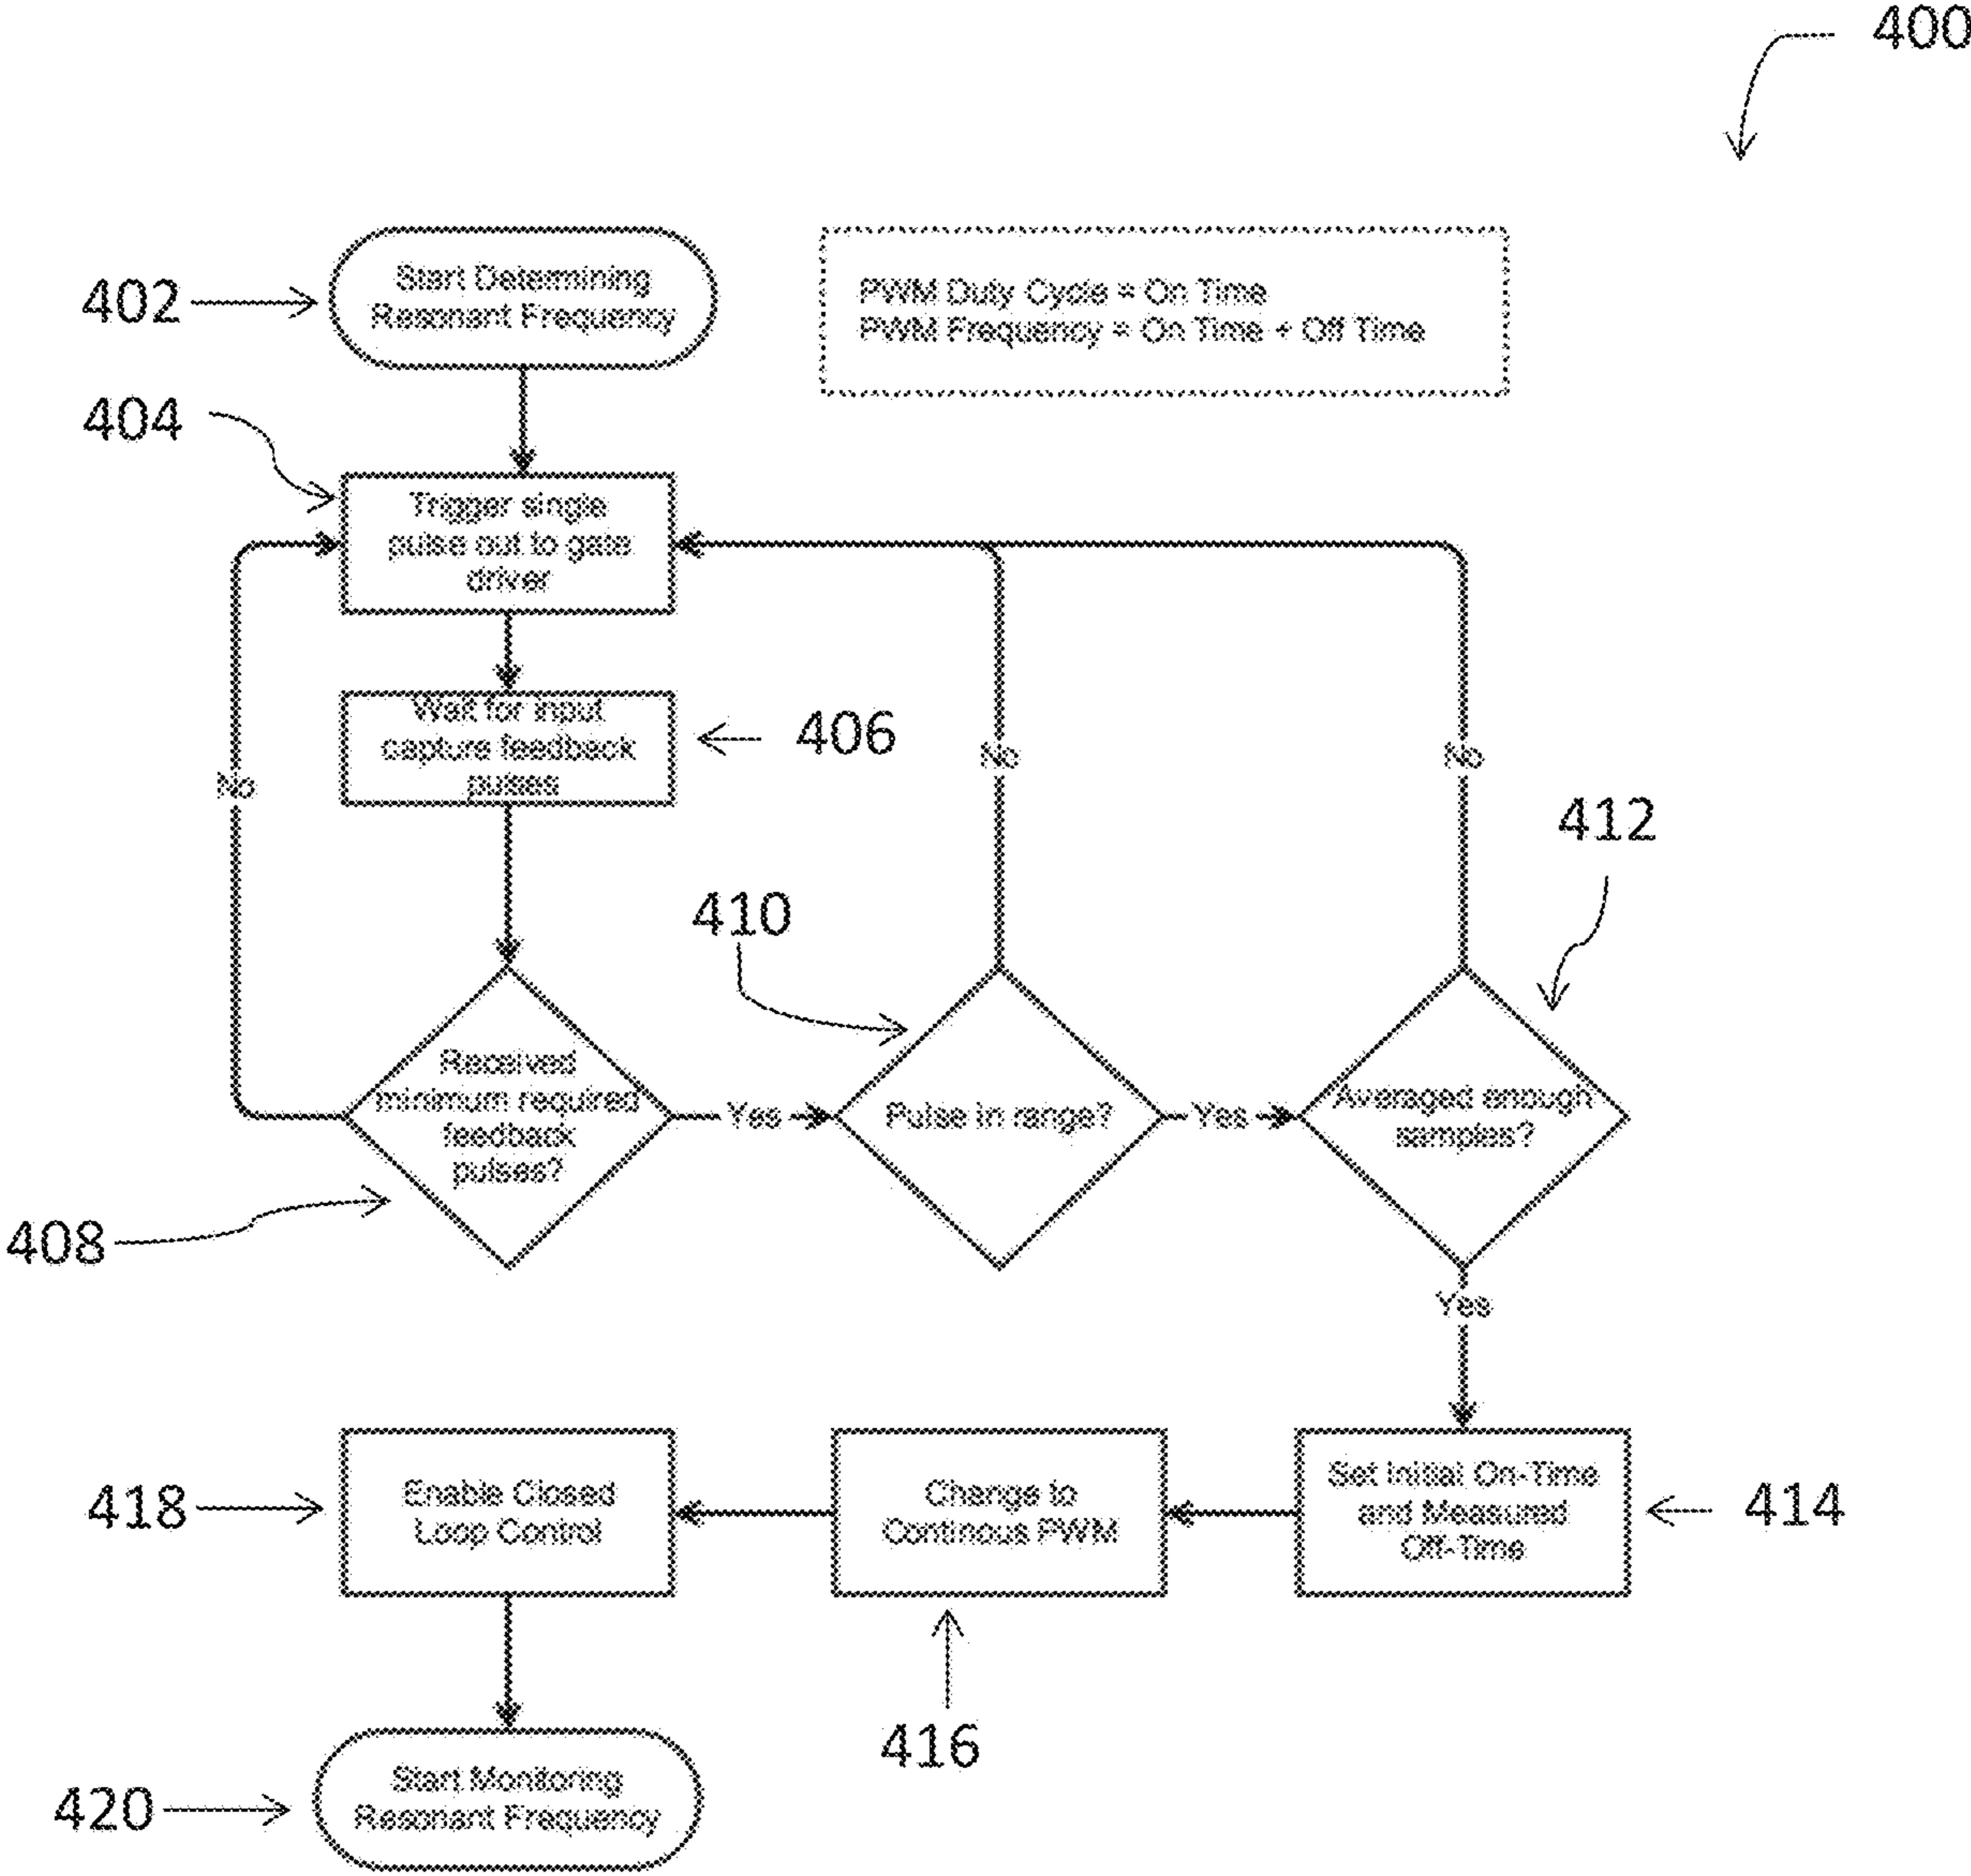 400
402
Start Determining
Resonant Frequency
PWM Duty Cycle = On Time
PWM Frequency = On Time + Off Time
404
Trigger single
pulse out to gate
driver
Wait for input
capture feedback
pulses
406
No
No
No
412
410
Received
minimum required
feedback
pulses?
Yes
Pulse in range?
Yes
Averaged enough
samples?
408
Yes
418
Enable Closed
Loop Control
Change to
Continous PWM
Set Initial On-Time
and Measured
Off-Time
414
416
420
Start Monitoring
Resonant Frequency